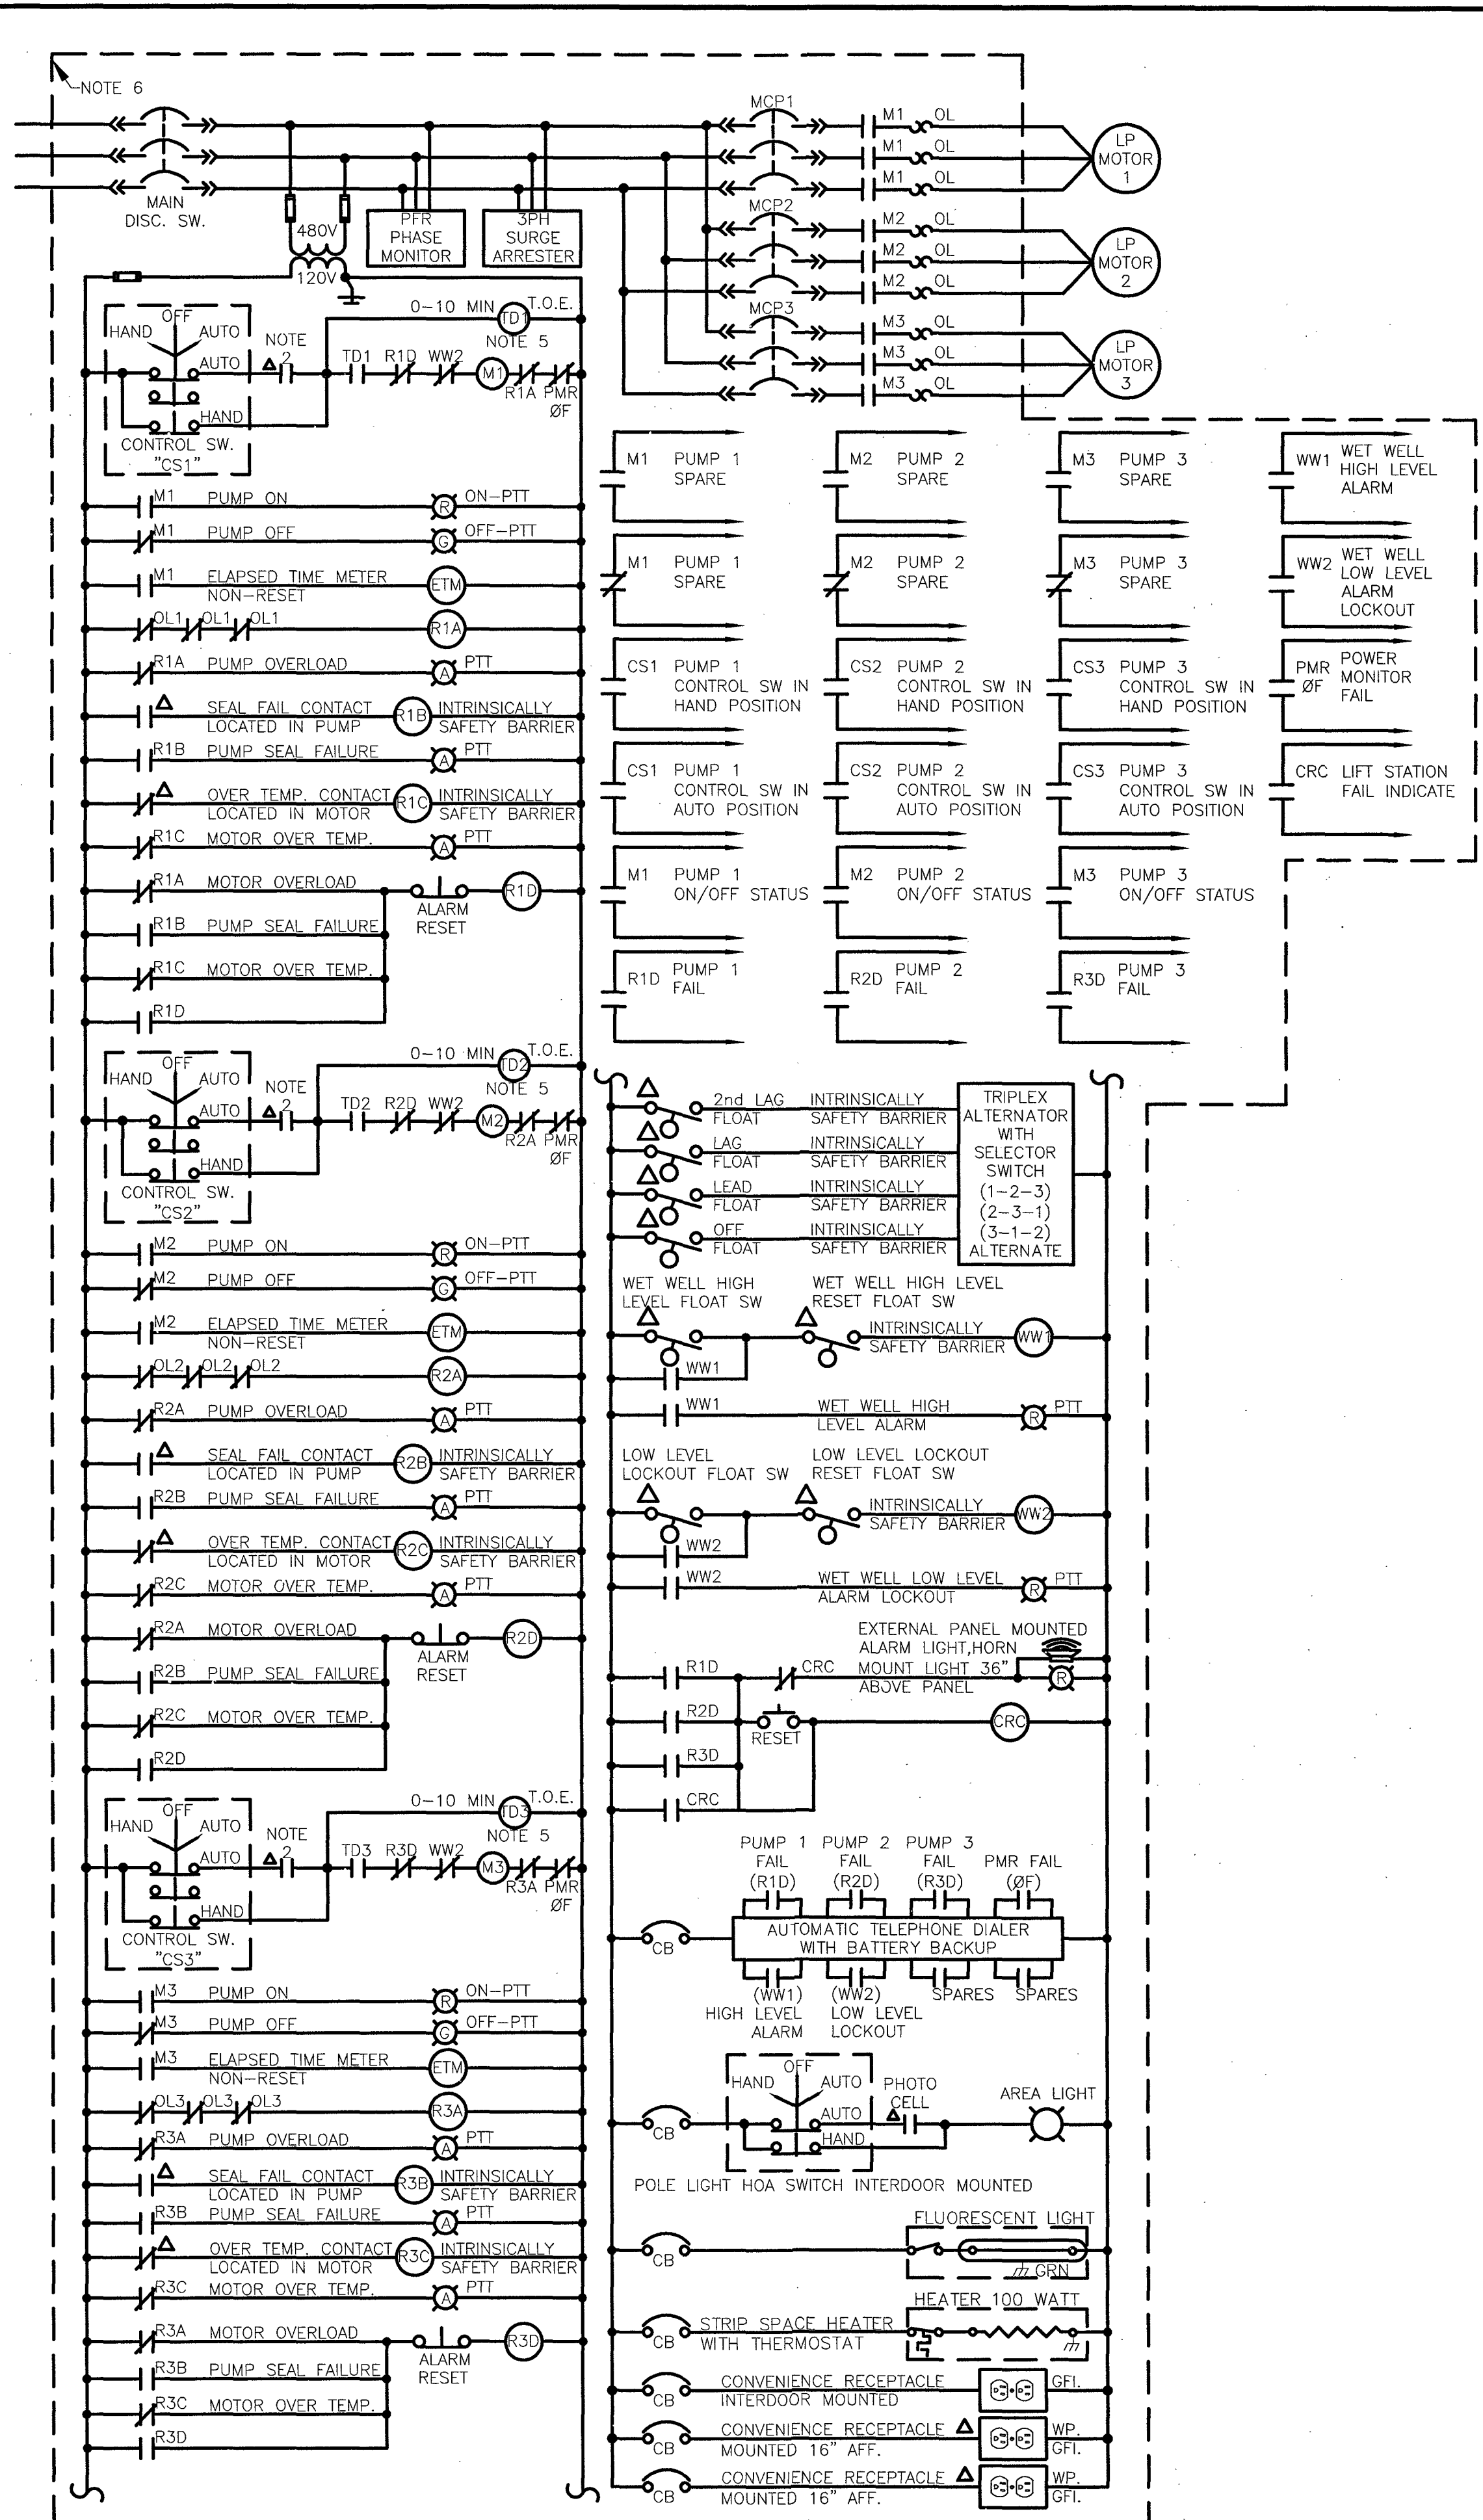 NOTE 6
MAIN
DISC. SW.
480V
120V
PFR
PHASE
MONITOR
3PH
SURGE
ARRESTER
MCP1
M1 OL
M1 OL
M1 OL
LP
MOTOR
1
MCP2
M2 OL
M2 OL
M2 OL
LP
MOTOR
2
MCP3
M3 OL
M3 OL
M3 OL
LP
MOTOR
3
0-10 MIN TD1 T.O.E.
OFF
HAND AUTO
NOTE
2
NOTE 5
AUTO
TD1 R1D WW2 M1
R1A PMR
ØF
HAND
CONTROL SW.
"CS1"
M1 PUMP ON R ON-PTT
M1 PUMP OFF G OFF-PTT
M1 ELAPSED TIME METER ETM
NON-RESET
OL1 OL1 OL1 R1A
R1A PUMP OVERLOAD A PTT
SEAL FAIL CONTACT R1B INTRINSICALLY
LOCATED IN PUMP SAFETY BARRIER
R1B PUMP SEAL FAILURE A PTT
OVER TEMP. CONTACT R1C INTRINSICALLY
LOCATED IN MOTOR SAFETY BARRIER
R1C MOTOR OVER TEMP. A PTT
R1A MOTOR OVERLOAD R1D
ALARM
RESET
R1B PUMP SEAL FAILURE
R1C MOTOR OVER TEMP.
R1D
0-10 MIN TD2 T.O.E.
OFF
HAND AUTO
NOTE
2
NOTE 5
AUTO
TD2 R2D WW2 M2
R2A PMR
ØF
HAND
CONTROL SW.
"CS2"
M2 PUMP ON R ON-PTT
M2 PUMP OFF G OFF-PTT
M2 ELAPSED TIME METER ETM
NON-RESET
OL2 OL2 OL2 R2A
R2A PUMP OVERLOAD A PTT
SEAL FAIL CONTACT R2B INTRINSICALLY
LOCATED IN PUMP SAFETY BARRIER
R2B PUMP SEAL FAILURE A PTT
OVER TEMP. CONTACT R2C INTRINSICALLY
LOCATED IN MOTOR SAFETY BARRIER
R2C MOTOR OVER TEMP. A PTT
R2A MOTOR OVERLOAD R2D
ALARM
RESET
R2B PUMP SEAL FAILURE
R2C MOTOR OVER TEMP.
R2D
0-10 MIN TD3 T.O.E.
OFF
HAND AUTO
NOTE
2
NOTE 5
AUTO
TD3 R3D WW2 M3
R3A PMR
ØF
HAND
CONTROL SW.
"CS3"
M3 PUMP ON R ON-PTT
M3 PUMP OFF G OFF-PTT
M3 ELAPSED TIME METER ETM
NON-RESET
OL3 OL3 OL3 R3A
R3A PUMP OVERLOAD A PTT
SEAL FAIL CONTACT R3B INTRINSICALLY
LOCATED IN PUMP SAFETY BARRIER
R3B PUMP SEAL FAILURE A PTT
OVER TEMP. CONTACT R3C INTRINSICALLY
LOCATED IN MOTOR SAFETY BARRIER
R3C MOTOR OVER TEMP. A PTT
R3A MOTOR OVERLOAD R3D
ALARM
RESET
R3B PUMP SEAL FAILURE
R3C MOTOR OVER TEMP.
R3D
M1 PUMP 1
SPARE
M2 PUMP 2
SPARE
M3 PUMP 3
SPARE
WW1 WET WELL
HIGH LEVEL
ALARM
M1 PUMP 1
SPARE
M2 PUMP 2
SPARE
M3 PUMP 3
SPARE
WW2 WET WELL
LOW LEVEL
ALARM
LOCKOUT
CS1 PUMP 1
CONTROL SW IN
HAND POSITION
CS2 PUMP 2
CONTROL SW IN
HAND POSITION
CS3 PUMP 3
CONTROL SW IN
HAND POSITION
PMR
ØF
POWER
MONITOR
FAIL
CS1 PUMP 1
CONTROL SW IN
AUTO POSITION
CS2 PUMP 2
CONTROL SW IN
AUTO POSITION
CS3 PUMP 3
CONTROL SW IN
AUTO POSITION
CRC LIFT STATION
FAIL INDICATE
M1 PUMP 1
ON/OFF STATUS
M2 PUMP 2
ON/OFF STATUS
M3 PUMP 3
ON/OFF STATUS
R1D PUMP 1
FAIL
R2D PUMP 2
FAIL
R3D PUMP 3
FAIL
2nd LAG INTRINSICALLY
FLOAT SAFETY BARRIER
LAG INTRINSICALLY
FLOAT SAFETY BARRIER
LEAD INTRINSICALLY
FLOAT SAFETY BARRIER
OFF INTRINSICALLY
FLOAT SAFETY BARRIER
TRIPLEX
ALTERNATOR
WITH
SELECTOR
SWITCH
(1-2-3)
(2-3-1)
(3-1-2)
ALTERNATE
WET WELL HIGH
LEVEL FLOAT SW
WET WELL HIGH LEVEL
RESET FLOAT SW
INTRINSICALLY
SAFETY BARRIER
WW1
WW1
WW1 WET WELL HIGH
LEVEL ALARM
R PTT
LOW LEVEL
LOCKOUT FLOAT SW
LOW LEVEL LOCKOUT
RESET FLOAT SW
INTRINSICALLY
SAFETY BARRIER
WW2
WW2
WW2 WET WELL LOW LEVEL
ALARM LOCKOUT
R PTT
EXTERNAL PANEL MOUNTED
ALARM LIGHT,HORN
R1D CRC MOUNT LIGHT 36"
ABOVE PANEL
R
R2D
RESET
CRC
R3D
CRC
PUMP 1
FAIL
(R1D)
PUMP 2
FAIL
(R2D)
PUMP 3
FAIL
(R3D)
PMR FAIL
(ØF)
CB
AUTOMATIC TELEPHONE DIALER
WITH BATTERY BACKUP
(WW1)
HIGH LEVEL
ALARM
(WW2)
LOW LEVEL
LOCKOUT
SPARES SPARES
OFF
HAND AUTO
PHOTO
CELL
AREA LIGHT
CB
AUTO
HAND
POLE LIGHT HOA SWITCH INTERDOOR MOUNTED
FLUORESCENT LIGHT
CB
GRN
HEATER 100 WATT
CB
STRIP SPACE HEATER
WITH THERMOSTAT
CB
CONVENIENCE RECEPTACLE
INTERDOOR MOUNTED
GFI.
CB
CONVENIENCE RECEPTACLE
MOUNTED 16" AFF.
WP.
GFI.
CB
CONVENIENCE RECEPTACLE
MOUNTED 16" AFF.
WP.
GFI.